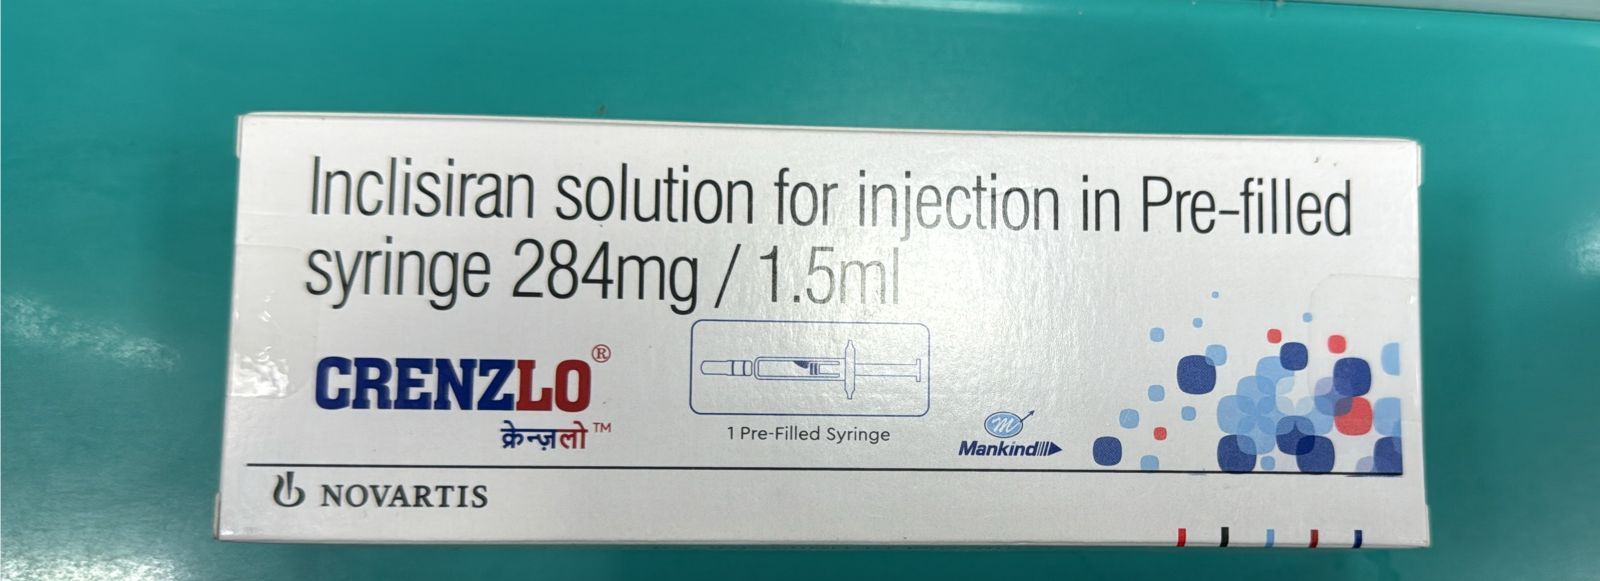 Inclisiran solution for injection in Pre-filled
syringe 284mg / 1.5ml
CRENZLO®
क्रेन्ज़लो™
1 Pre-Filled Syringe
M
Mankind
NOVARTIS